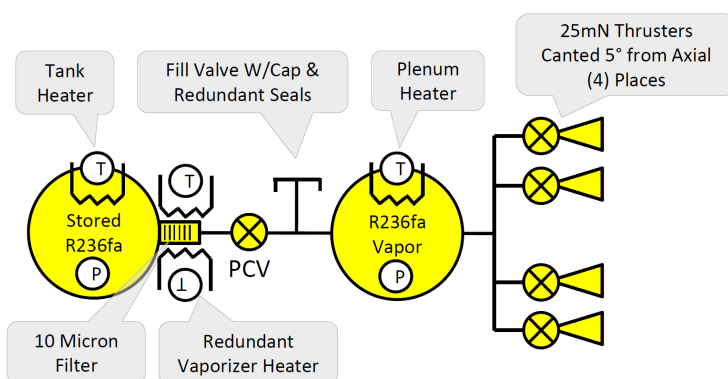 25mN Thrusters
Canted 5° from Axial
(4) Places
Tank
Heater
Fill Valve W/Cap &
Redundant Seals
Plenum
Heater
T
T
T
Stored
R236fa
P
PCV
R236fa
Vapor
P
T
10 Micron
Filter
Redundant
Vaporizer Heater